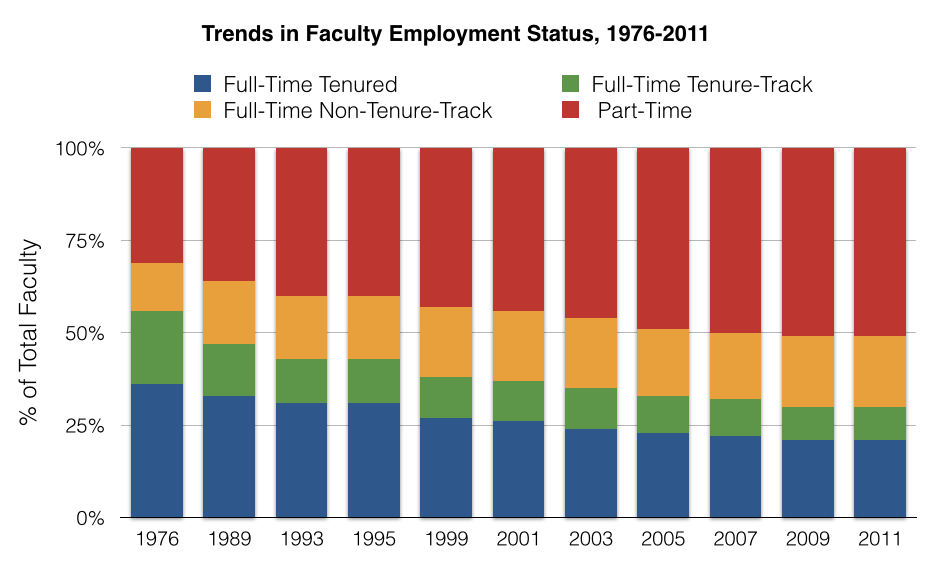 Trends in Faculty Employment Status, 1976-2011
Full-Time Tenured
Full-Time Tenure-Track
Full-Time Non-Tenure-Track
Part-Time
% of Total Faculty
100%
75%
50%
25%
0%
1976 1989 1993 1995 1999 2001 2003 2005 2007 2009 2011